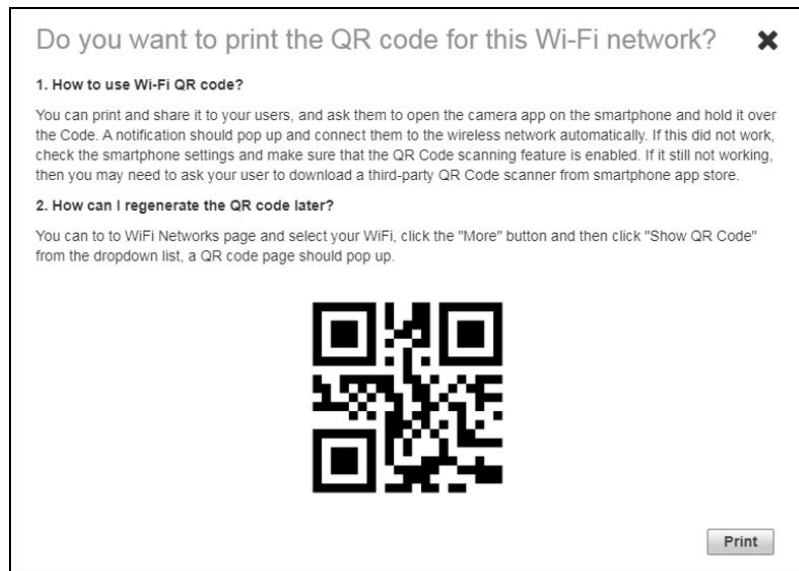 Do you want to print the QR code for this Wi-Fi network?
1. How to use Wi-Fi QR code?
You can print and share it to your users, and ask them to open the camera app on the smartphone and hold it over
the Code. A notification should pop up and connect them to the wireless network automatically. If this did not work,
check the smartphone settings and make sure that the QR Code scanning feature is enabled. If it still not working,
then you may need to ask your user to download a third-party QR Code scanner from smartphone app store.
2. How can I regenerate the QR code later?
You can to to WiFi Networks page and select your WiFi, click the "More" button and then click "Show QR Code"
from the dropdown list, a QR code page should pop up.
Print